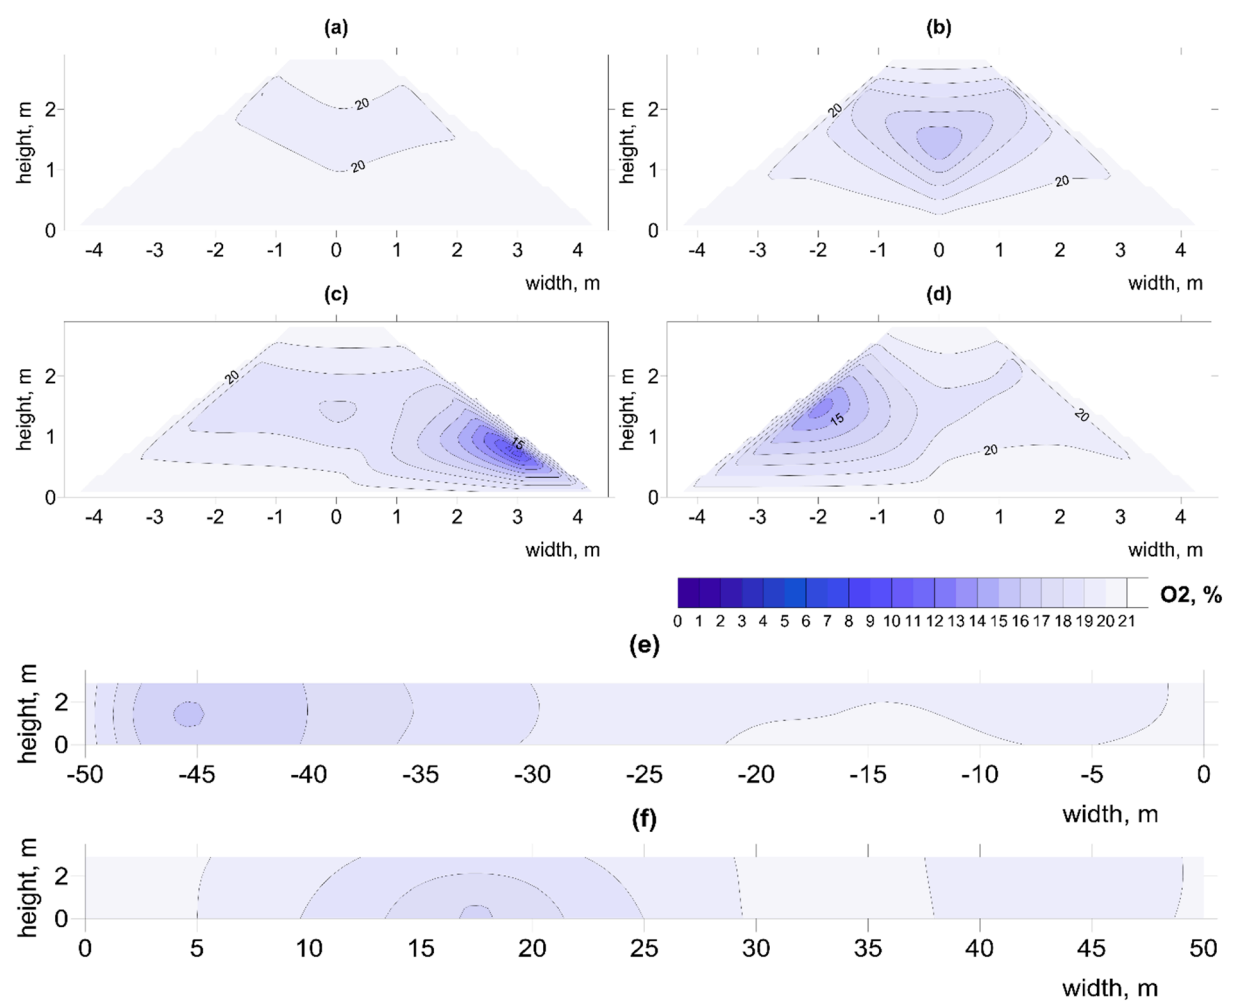 (a) (b)
height, m 2 1 0 20 20
-4 -3 -2 -1 0 1 2 3 4
width, m
height, m 2 1 0 20 20
-4 -3 -2 -1 0 1 2 3 4
width, m
(c) (d)
height, m 2 1 0 20 15
-4 -3 -2 -1 0 1 2 3 4
width, m
height, m 2 1 0 15 20 20
-4 -3 -2 -1 0 1 2 3 4
width, m
O2, %
0 1 2 3 4 5 6 7 8 9 10 11 12 13 14 15 16 17 18 19 20 21
(e)
height, m 2 0
-50 -45 -40 -35 -30 -25 -20 -15 -10 -5 0
width, m
(f)
height, m 2 0
0 5 10 15 20 25 30 35 40 45 50
width, m